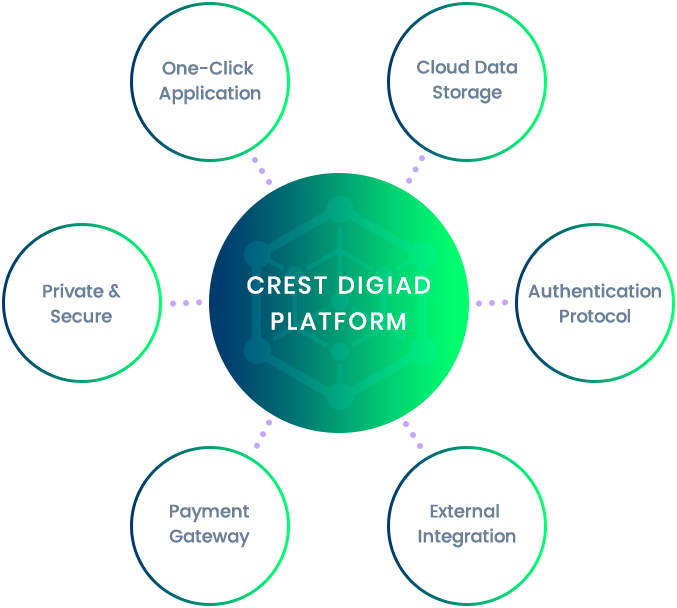 One-Click
Application
Cloud Data
Storage
Private &
Secure
CREST DIGIAD
PLATFORM
Authentication
Protocol
Payment
Gateway
External
Integration